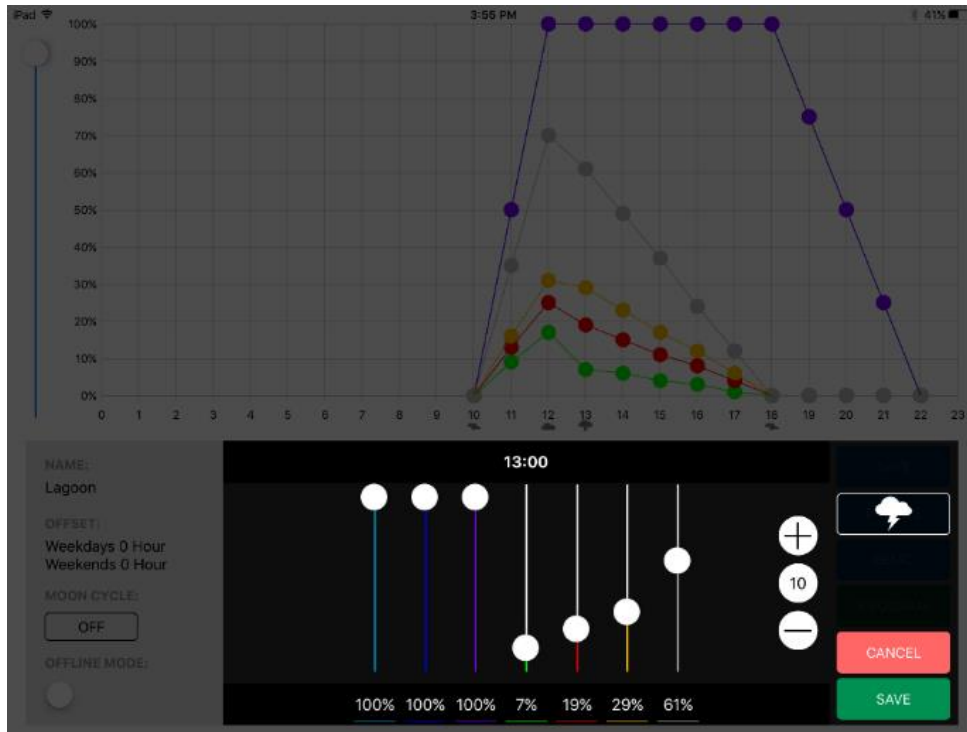 iPad 3:55 PM 41%
100%
90%
80%
70%
60%
50%
40%
30%
20%
10%
0%
0 1 2 3 4 5 6 7 8 9 10 11 12 13 14 15 16 17 18 19 20 21 22 23
NAME:
Lagoon
OFFSET:
Weekdays 0 Hour
Weekends 0 Hour
MOON CYCLE:
OFF
OFFLINE MODE:
13:00
10
100% 100% 100% 7% 19% 29% 61%
CANCEL
SAVE